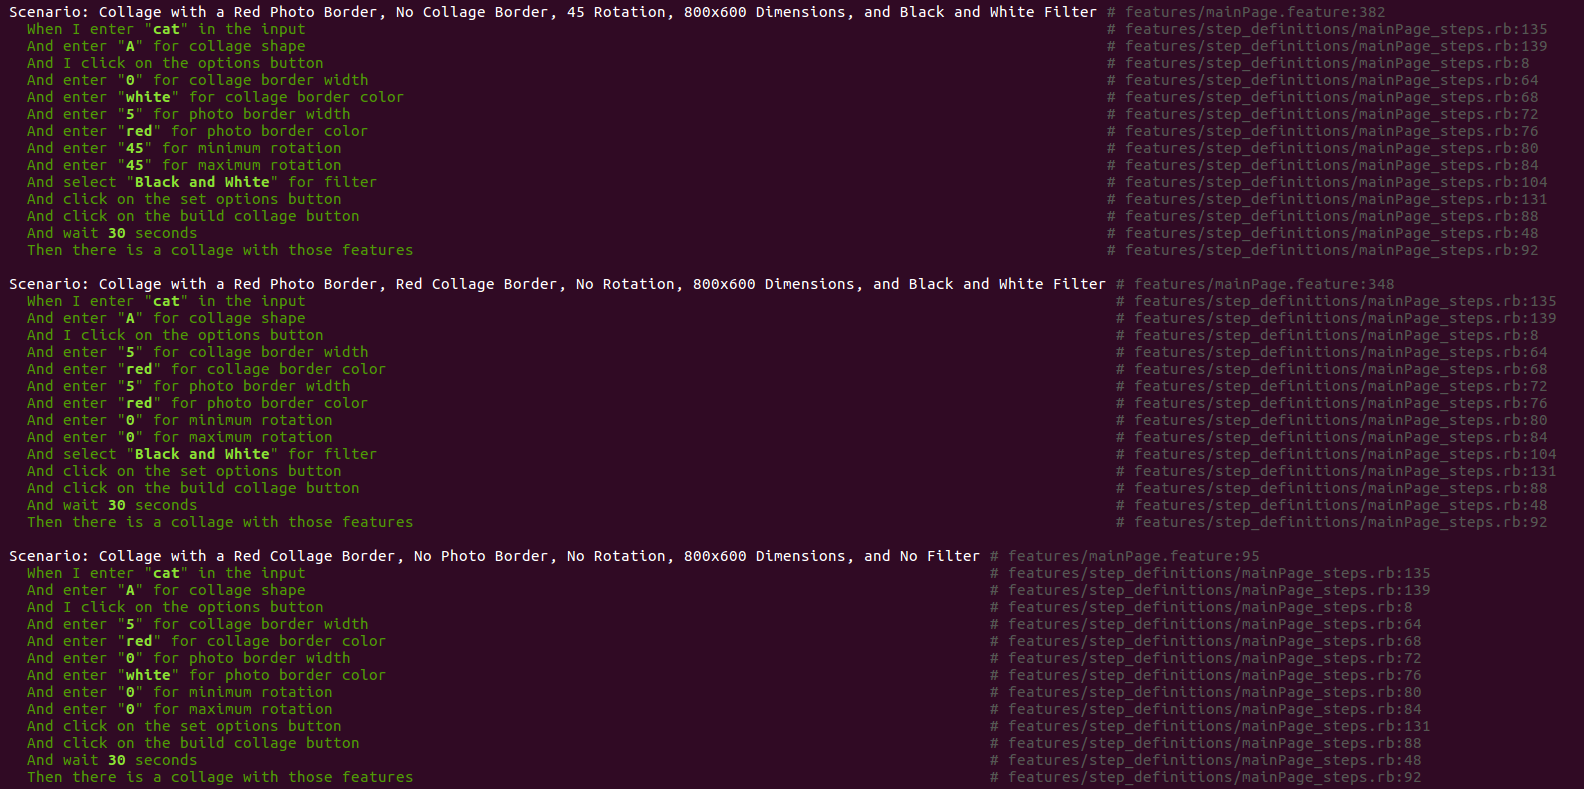 Scenario: Collage with a Red Photo Border, No Collage Border, 45 Rotation, 800x600 Dimensions, and Black and White Filter # features/mainPage.feature:382
When I enter "cat" in the input # features/step_definitions/mainPage_steps.rb:135
And enter "A" for collage shape # features/step_definitions/mainPage_steps.rb:139
And I click on the options button # features/step_definitions/mainPage_steps.rb:8
And enter "0" for collage border width # features/step_definitions/mainPage_steps.rb:64
And enter "white" for collage border color # features/step_definitions/mainPage_steps.rb:68
And enter "5" for photo border width # features/step_definitions/mainPage_steps.rb:72
And enter "red" for photo border color # features/step_definitions/mainPage_steps.rb:76
And enter "45" for minimum rotation # features/step_definitions/mainPage_steps.rb:80
And enter "45" for maximum rotation # features/step_definitions/mainPage_steps.rb:84
And select "Black and White" for filter # features/step_definitions/mainPage_steps.rb:104
And click on the set options button # features/step_definitions/mainPage_steps.rb:131
And click on the build collage button # features/step_definitions/mainPage_steps.rb:88
And wait 30 seconds # features/step_definitions/mainPage_steps.rb:48
Then there is a collage with those features # features/step_definitions/mainPage_steps.rb:92
Scenario: Collage with a Red Photo Border, Red Collage Border, No Rotation, 800x600 Dimensions, and Black and White Filter # features/mainPage.feature:348
When I enter "cat" in the input # features/step_definitions/mainPage_steps.rb:135
And enter "A" for collage shape # features/step_definitions/mainPage_steps.rb:139
And I click on the options button # features/step_definitions/mainPage_steps.rb:8
And enter "5" for collage border width # features/step_definitions/mainPage_steps.rb:64
And enter "red" for collage border color # features/step_definitions/mainPage_steps.rb:68
And enter "5" for photo border width # features/step_definitions/mainPage_steps.rb:72
And enter "red" for photo border color # features/step_definitions/mainPage_steps.rb:76
And enter "0" for minimum rotation # features/step_definitions/mainPage_steps.rb:80
And enter "0" for maximum rotation # features/step_definitions/mainPage_steps.rb:84
And select "Black and White" for filter # features/step_definitions/mainPage_steps.rb:104
And click on the set options button # features/step_definitions/mainPage_steps.rb:131
And click on the build collage button # features/step_definitions/mainPage_steps.rb:88
And wait 30 seconds # features/step_definitions/mainPage_steps.rb:48
Then there is a collage with those features # features/step_definitions/mainPage_steps.rb:92
Scenario: Collage with a Red Collage Border, No Photo Border, No Rotation, 800x600 Dimensions, and No Filter # features/mainPage.feature:95
When I enter "cat" in the input # features/step_definitions/mainPage_steps.rb:135
And enter "A" for collage shape # features/step_definitions/mainPage_steps.rb:139
And I click on the options button # features/step_definitions/mainPage_steps.rb:8
And enter "5" for collage border width # features/step_definitions/mainPage_steps.rb:64
And enter "red" for collage border color # features/step_definitions/mainPage_steps.rb:68
And enter "0" for photo border width # features/step_definitions/mainPage_steps.rb:72
And enter "white" for photo border color # features/step_definitions/mainPage_steps.rb:76
And enter "0" for minimum rotation # features/step_definitions/mainPage_steps.rb:80
And enter "0" for maximum rotation # features/step_definitions/mainPage_steps.rb:84
And click on the set options button # features/step_definitions/mainPage_steps.rb:131
And click on the build collage button # features/step_definitions/mainPage_steps.rb:88
And wait 30 seconds # features/step_definitions/mainPage_steps.rb:48
Then there is a collage with those features # features/step_definitions/mainPage_steps.rb:92